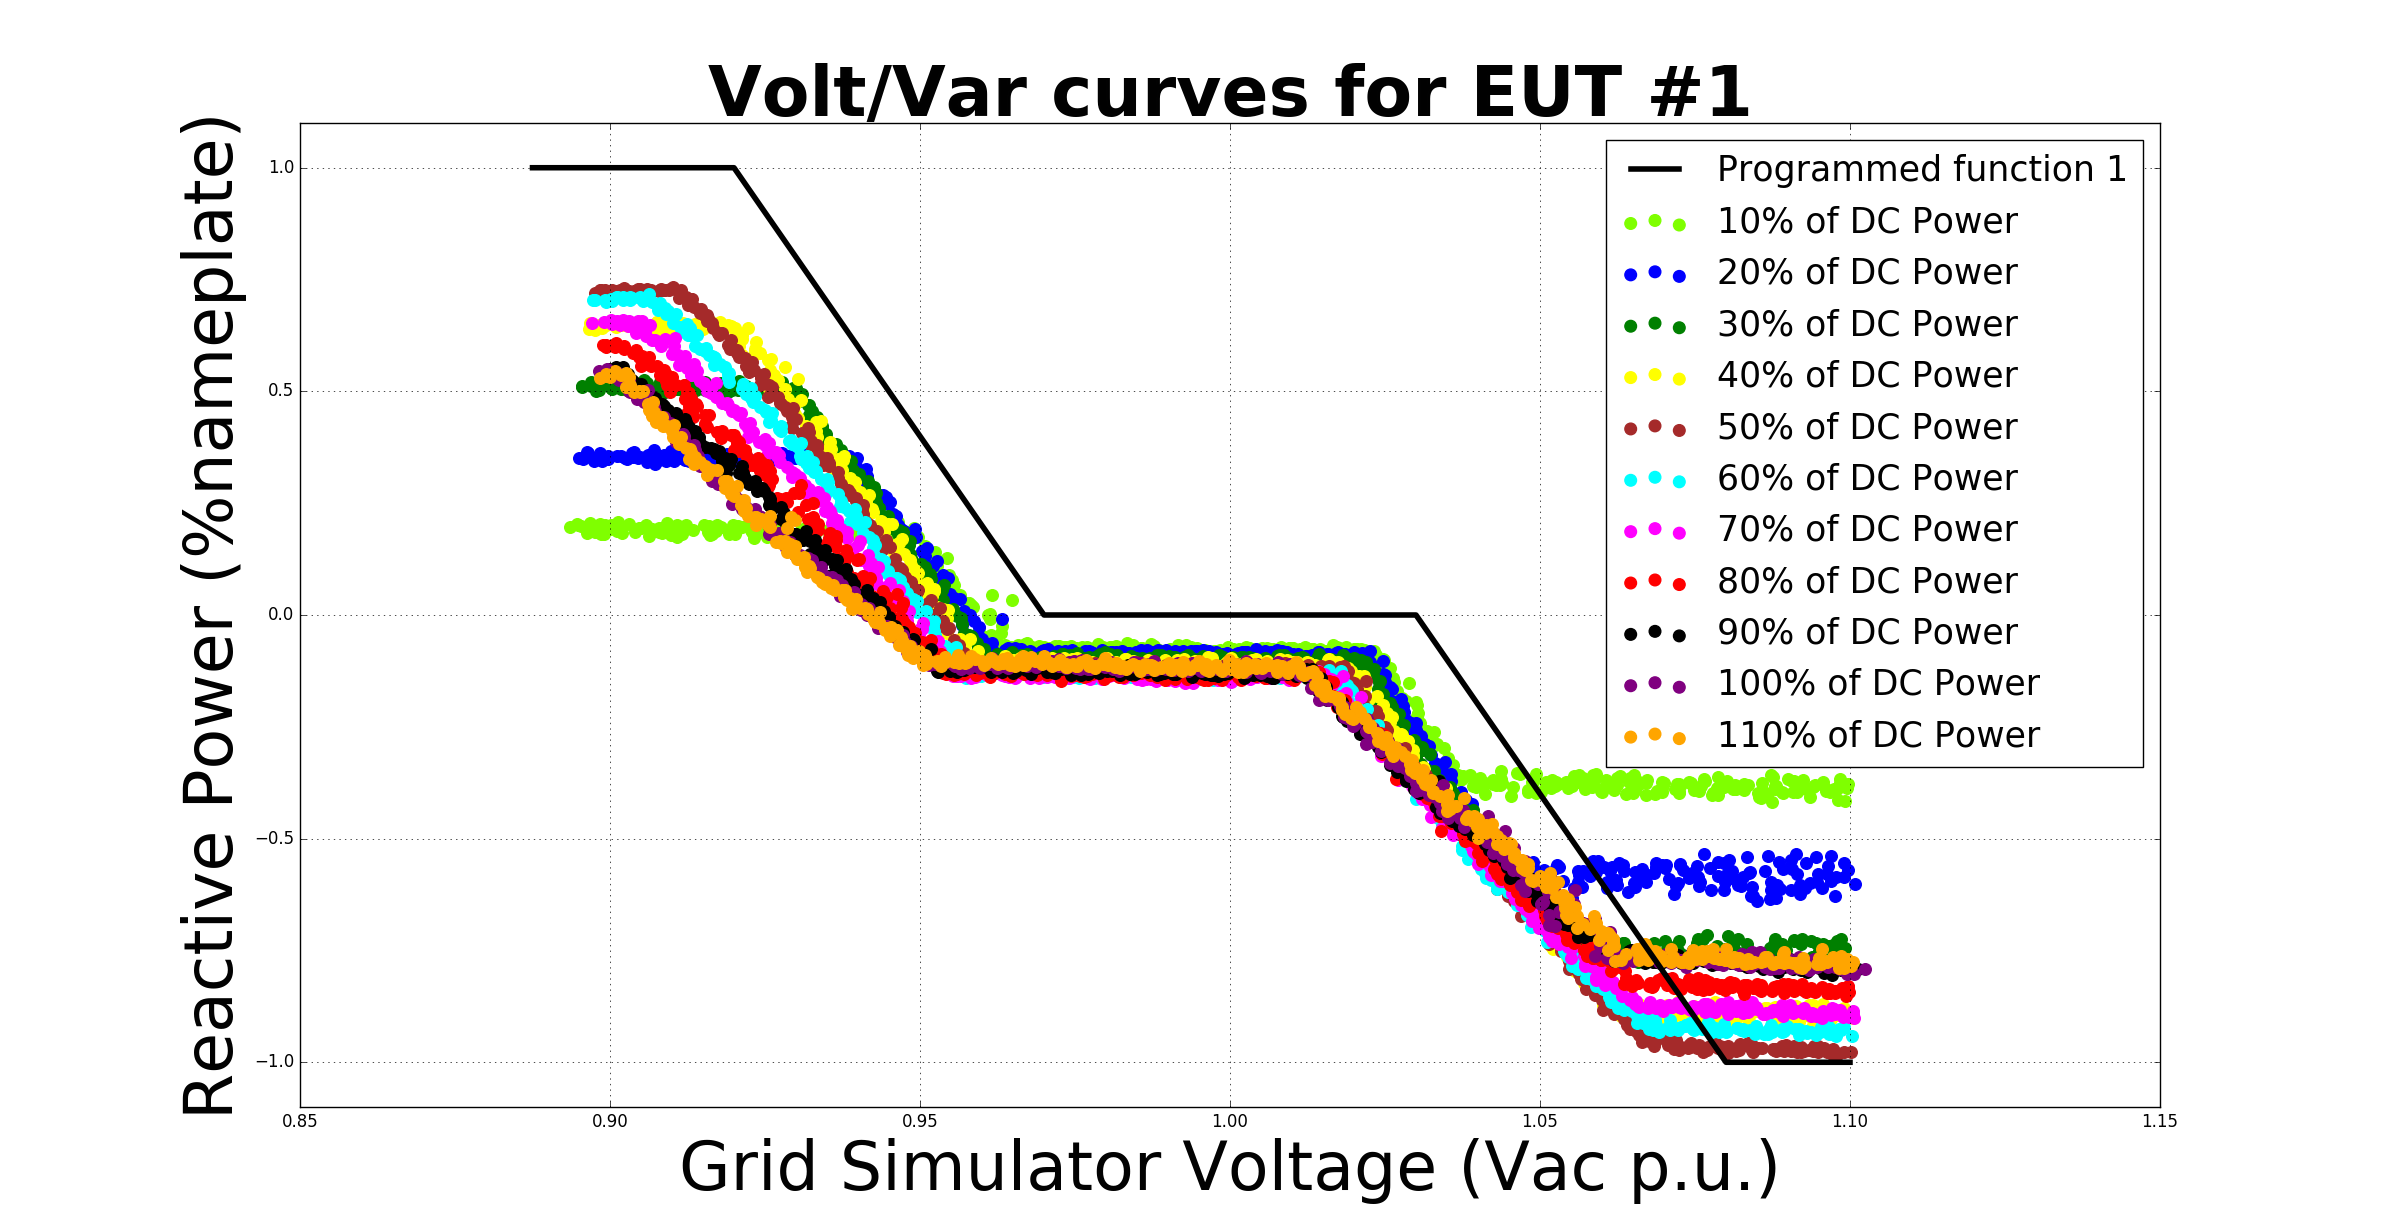 Volt/Var curves for EUT #1
Reactive Power (%nameplate)
1.0
0.5
0.0
−0.5
−1.0
Programmed function 1
10% of DC Power
20% of DC Power
30% of DC Power
40% of DC Power
50% of DC Power
60% of DC Power
70% of DC Power
80% of DC Power
90% of DC Power
100% of DC Power
110% of DC Power
0.85 0.90 0.95 1.00 1.05 1.10 1.15
Grid Simulator Voltage (Vac p.u.)